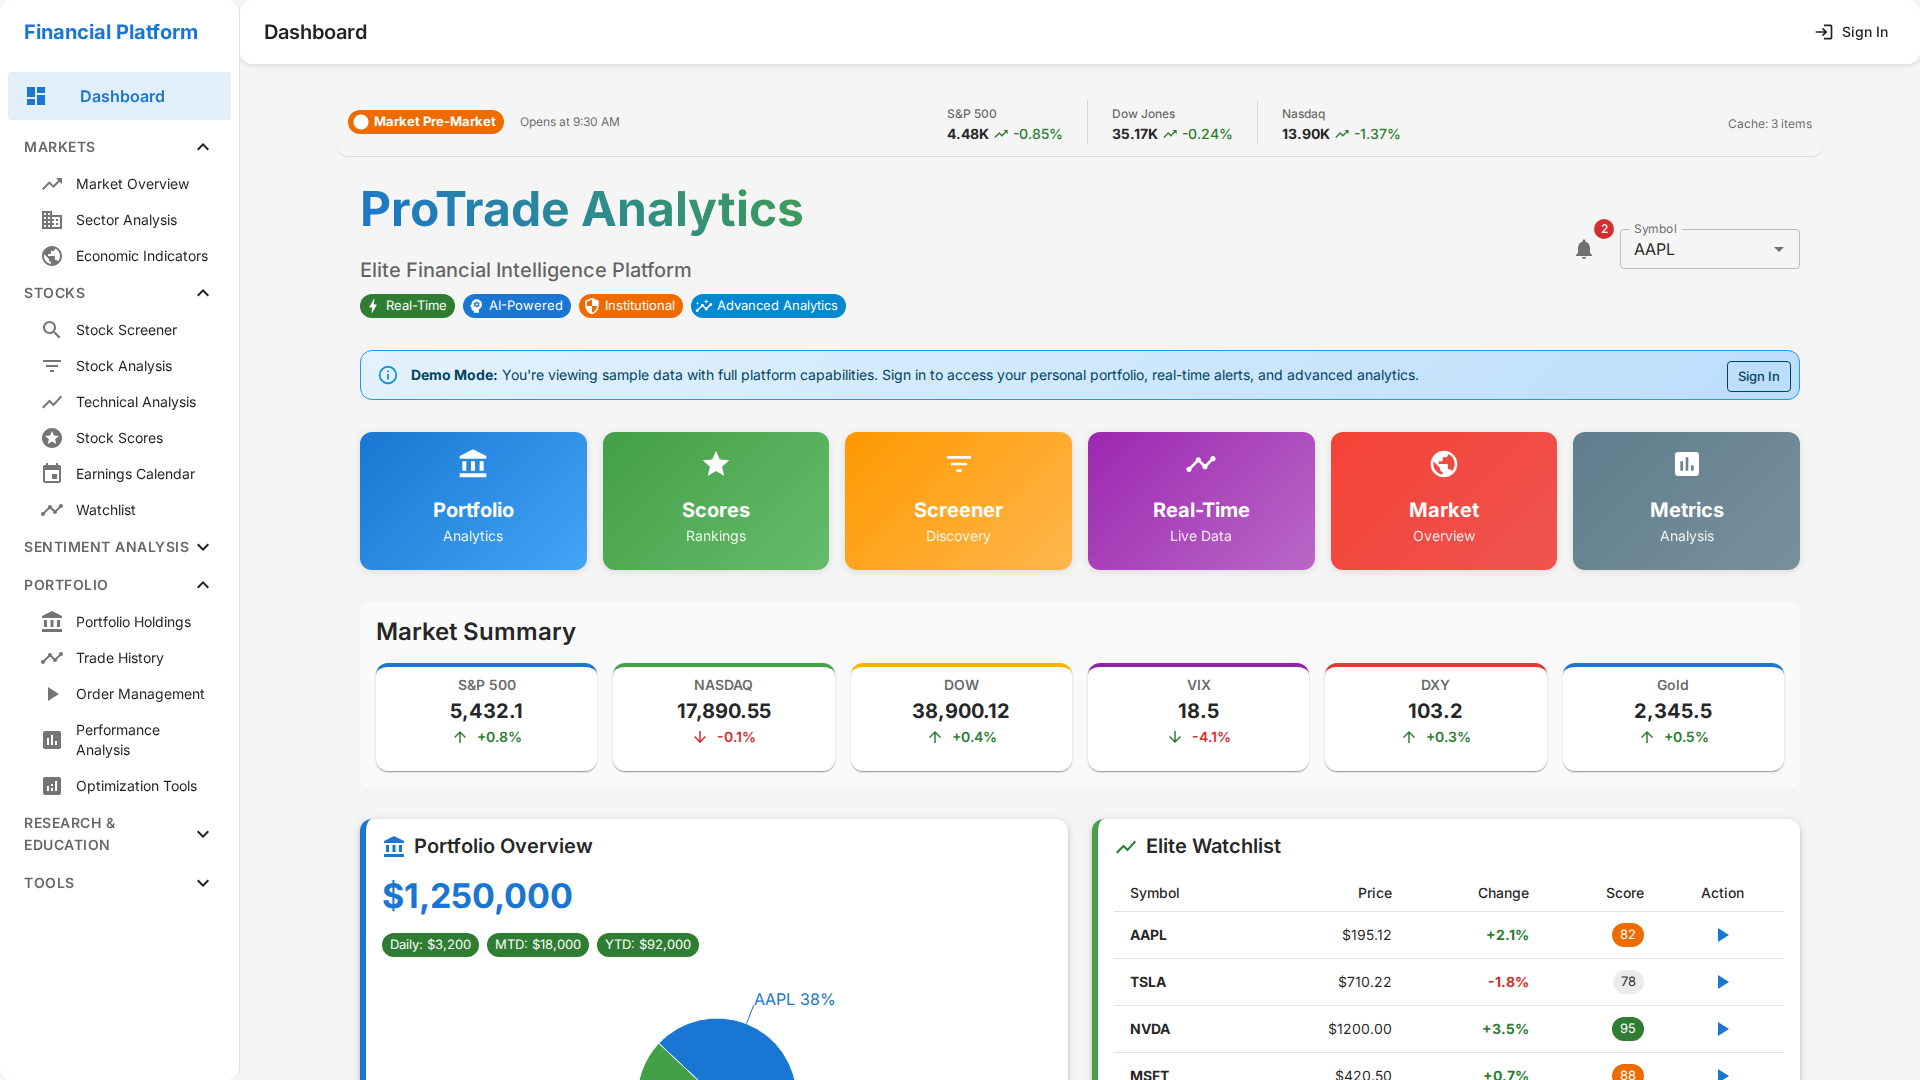 Financial Platform
Dashboard
MARKETS
Market Overview
Sector Analysis
Economic Indicators
STOCKS
Stock Screener
Stock Analysis
Technical Analysis
Stock Scores
Earnings Calendar
Watchlist
SENTIMENT ANALYSIS
PORTFOLIO
Portfolio Holdings
Trade History
Order Management
Performance
Analysis
Optimization Tools
RESEARCH &
EDUCATION
TOOLS
Dashboard
Sign In
Market Pre-Market
Opens at 9:30 AM
S&P 500
4.48K -0.85%
Dow Jones
35.17K -0.24%
Nasdaq
13.90K -1.37%
Cache: 3 items
ProTrade Analytics
Elite Financial Intelligence Platform
Real-Time
AI-Powered
Institutional
Advanced Analytics
2
Symbol
AAPL
Demo Mode: You're viewing sample data with full platform capabilities. Sign in to access your personal portfolio, real-time alerts, and advanced analytics.
Sign In
Portfolio
Analytics
Scores
Rankings
Screener
Discovery
Real-Time
Live Data
Market
Overview
Metrics
Analysis
Market Summary
S&P 500
5,432.1
+0.8%
NASDAQ
17,890.55
-0.1%
DOW
38,900.12
+0.4%
VIX
18.5
-4.1%
DXY
103.2
+0.3%
Gold
2,345.5
+0.5%
Portfolio Overview
$1,250,000
Daily: $3,200
MTD: $18,000
YTD: $92,000
AAPL 38%
Elite Watchlist
Symbol Price Change Score Action
AAPL $195.12 +2.1% 82
TSLA $710.22 -1.8% 78
NVDA $1200.00 +3.5% 95
MSFT $420.50 +0.7% 88